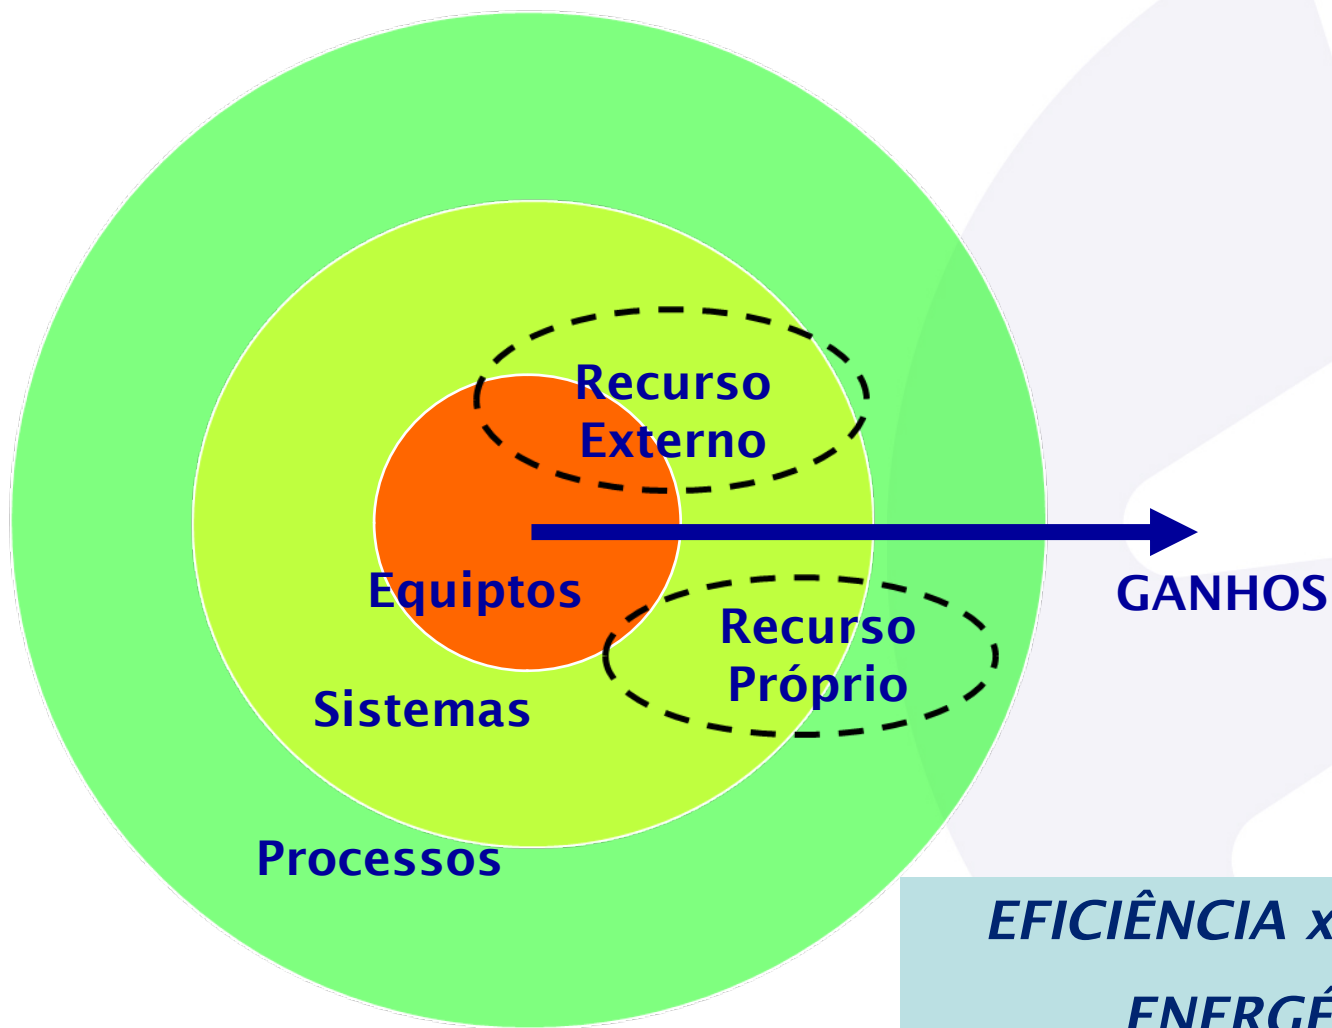 Recurso
Externo
Equiptos
GANHOS
Recurso
Próprio
Sistemas
Processos
EFICIÊNCIA x